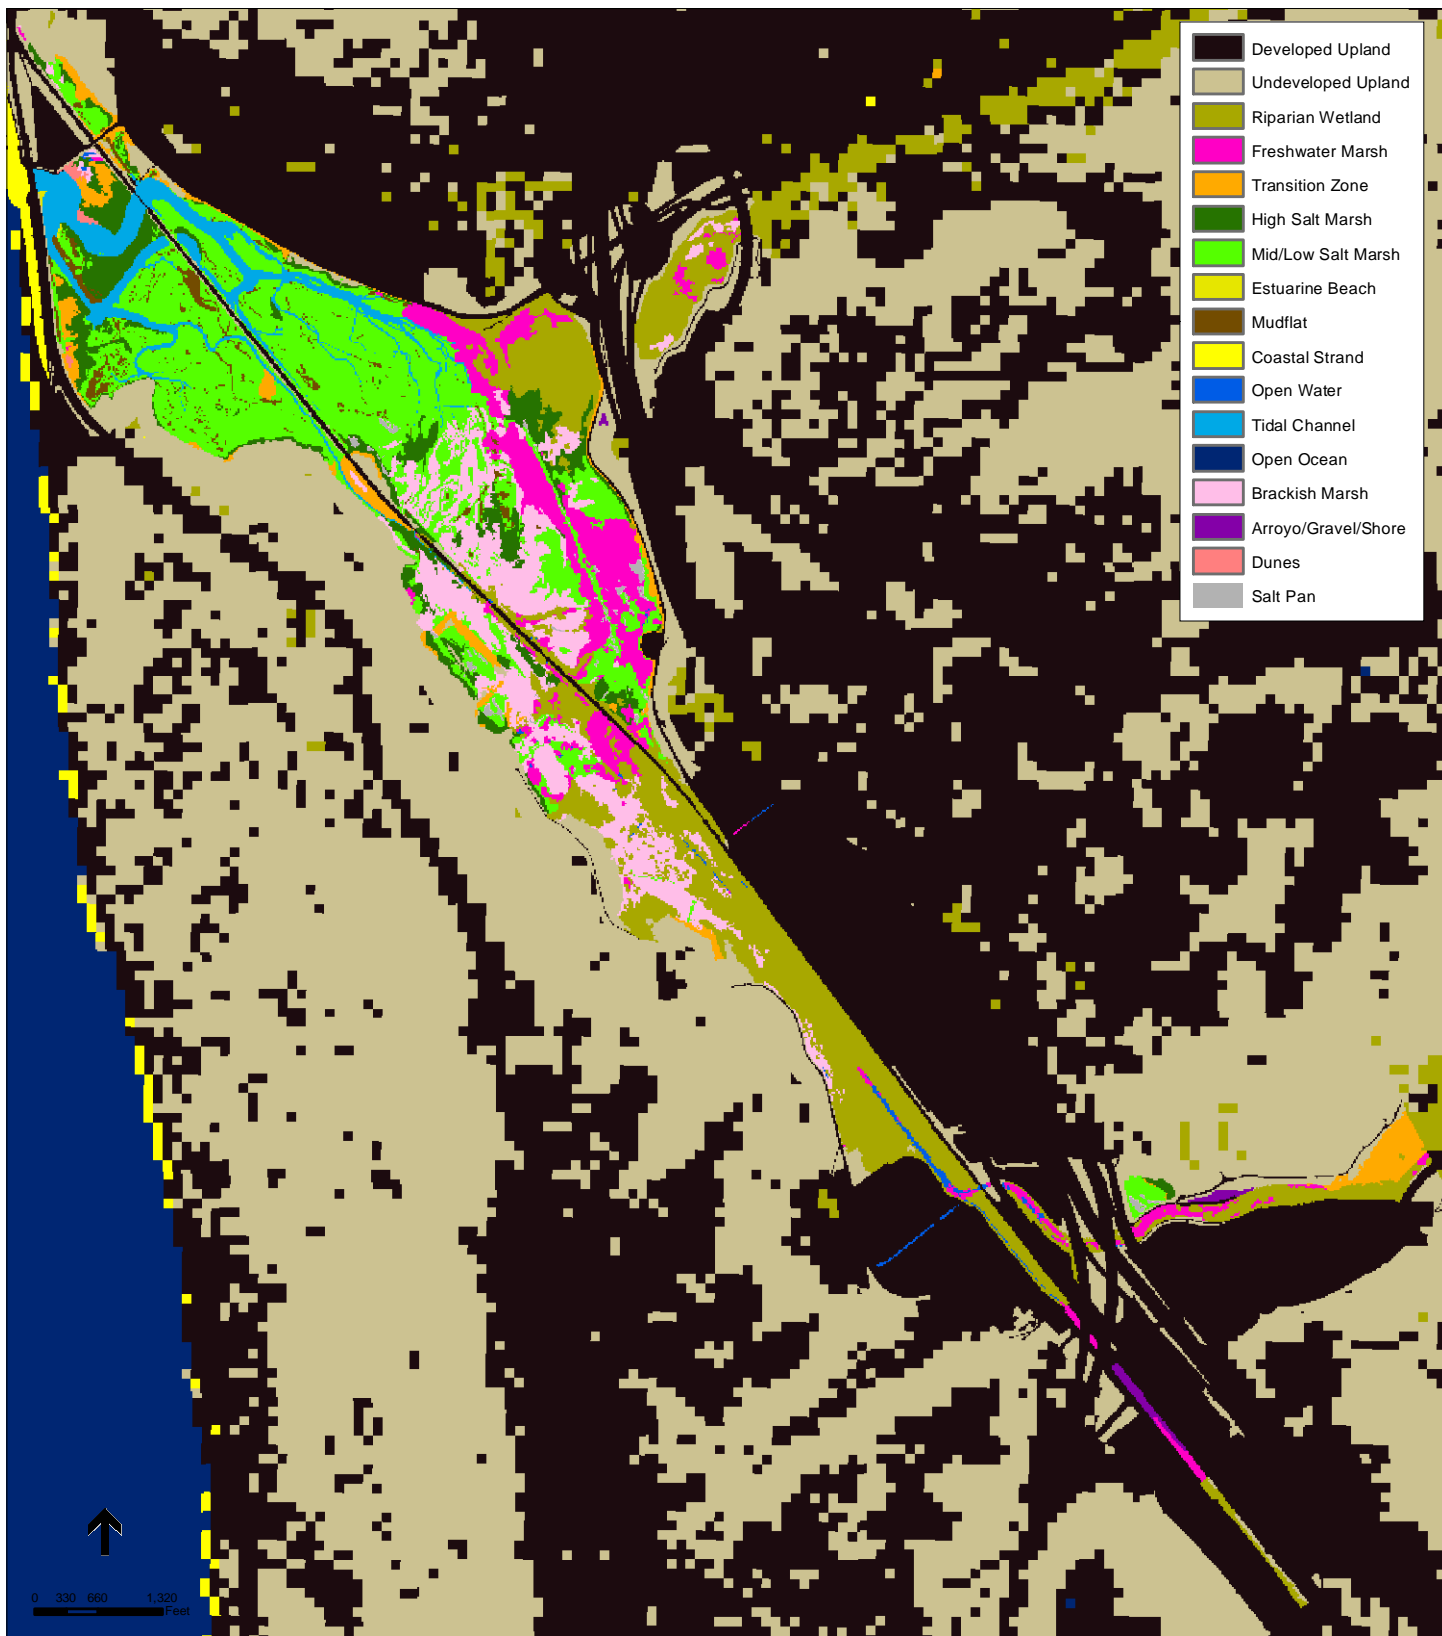 Developed Upland
Undeveloped Upland
Riparian Wetland
Freshwater Marsh
Transition Zone
High Salt Marsh
Mid/Low Salt Marsh
Estuarine Beach
Mudflat
Coastal Strand
Open Water
Tidal Channel
Open Ocean
Brackish Marsh
Arroyo/Gravel/Shore
Dunes
Salt Pan
0 330 660 1,320
Feet